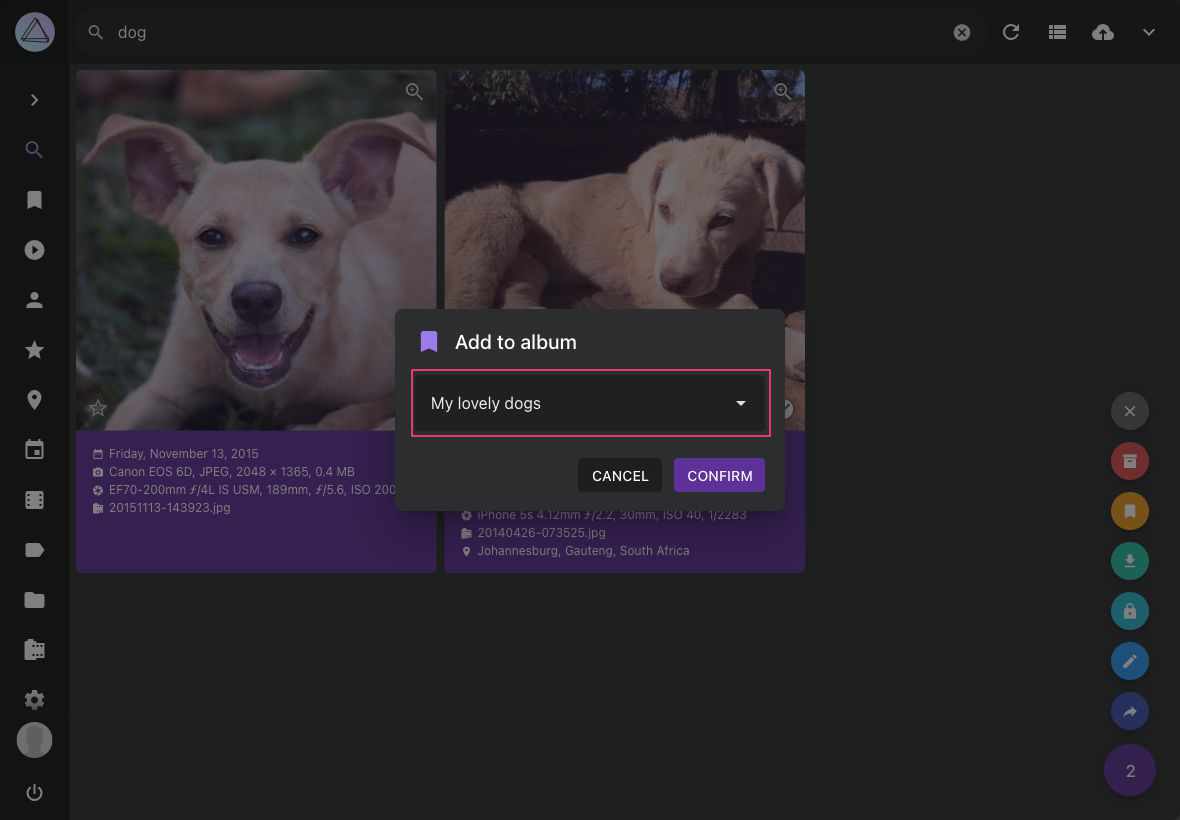 dog
Add to album
My lovely dogs
CANCEL
CONFIRM
Friday, November 13, 2015
Canon EOS 6D, JPEG, 2048 × 1365, 0.4 MB
EF70-200mm ƒ/4L IS USM, 189mm, ƒ/5.6, ISO 200
20151113-143923.jpg
iPhone 5s 4.12mm ƒ/2.2, 30mm, ISO 40, 1/2283
20140426-073525.jpg
Johannesburg, Gauteng, South Africa
2